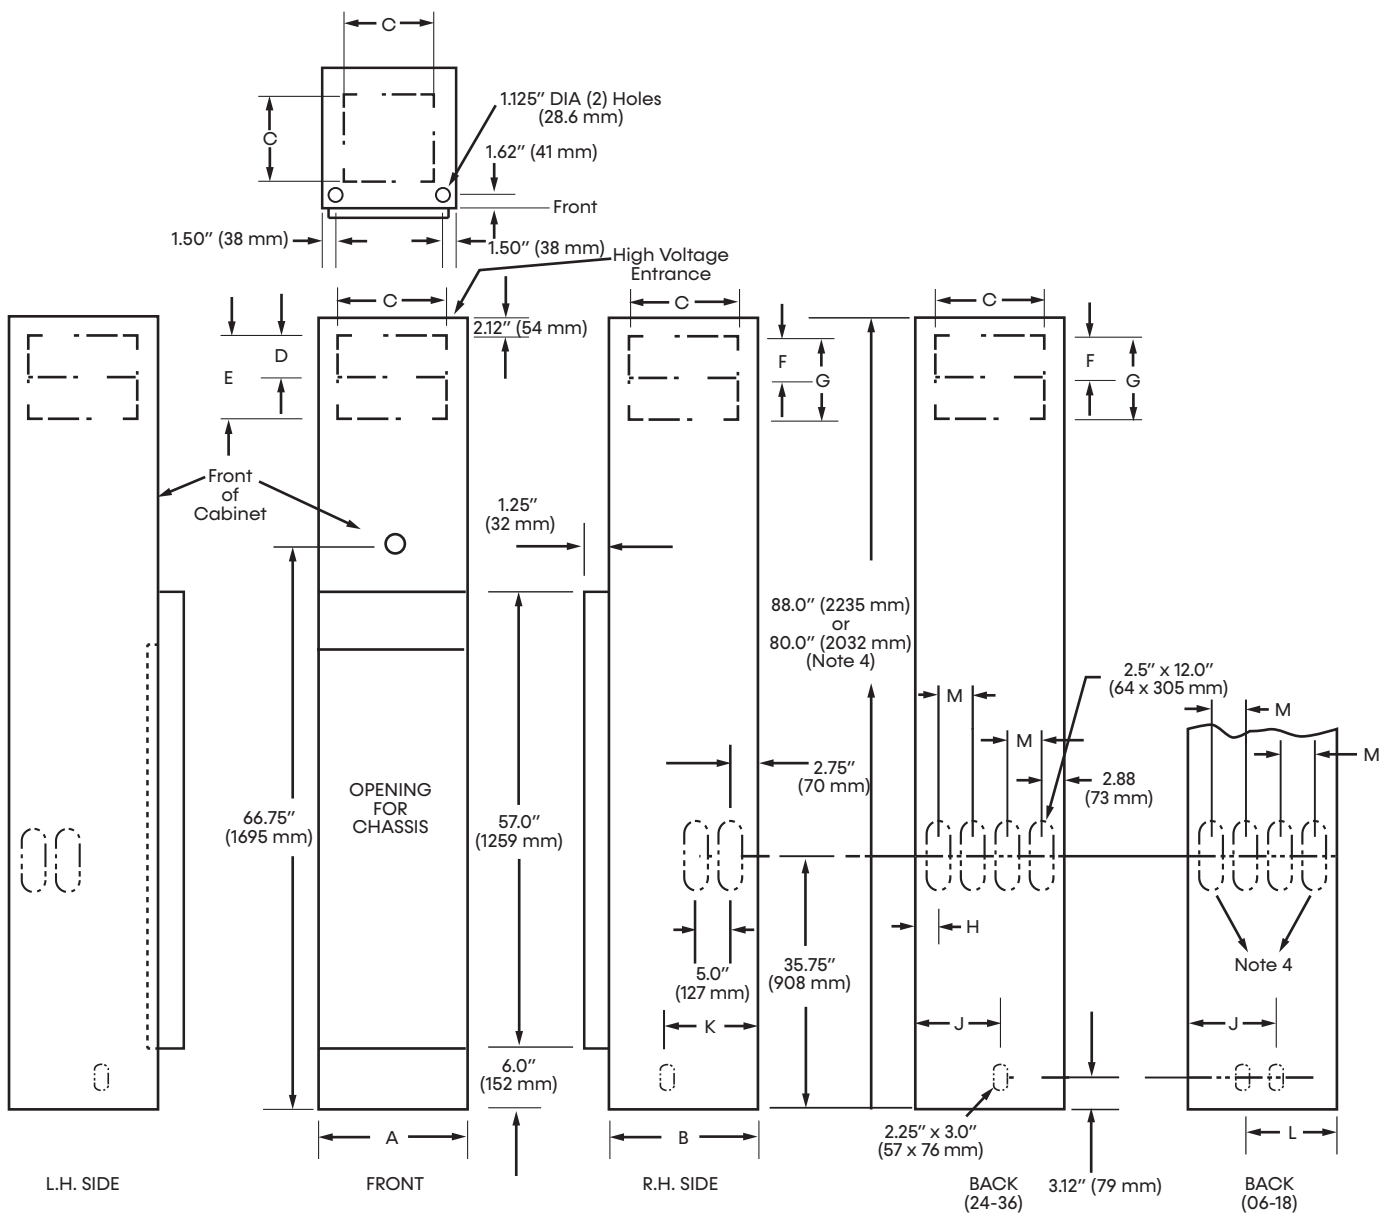 C
C
1.125" DIA (2) Holes
(28.6 mm)
1.62" (41 mm)
Front
1.50" (38 mm)
1.50" (38 mm)
High Voltage
Entrance
C
2.12" (54 mm)
C
C
D
E
F
G
F
G
Front
of
Cabinet
1.25"
(32 mm)
88.0" (2235 mm)
or
80.0" (2032 mm)
(Note 4)
2.5" x 12.0"
(64 x 305 mm)
M
M
M
M
2.75"
(70 mm)
2.88
(73 mm)
OPENING
FOR
CHASSIS
66.75"
(1695 mm)
57.0"
(1259 mm)
H
5.0"
(127 mm)
35.75"
(908 mm)
Note 4
K
J
J
6.0"
(152 mm)
A
B
2.25" x 3.0"
(57 x 76 mm)
L
L.H. SIDE
FRONT
R.H. SIDE
BACK
(24-36)
3.12" (79 mm)
BACK
(06-18)